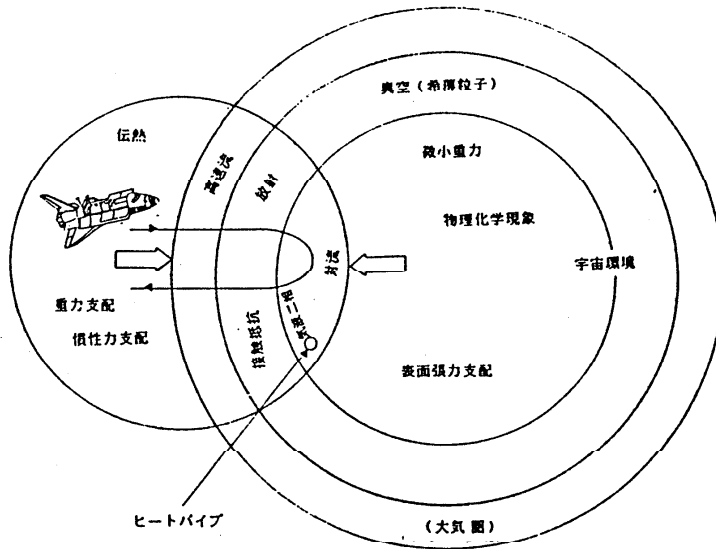 真空(希薄粒子)
伝熱
微小重力
高速流
放射
物理化学現象
対流
宇宙環境
重力支配
慣性力支配
気液二相
接触抵抗
表面張力支配
ヒートパイプ
(大気圏)